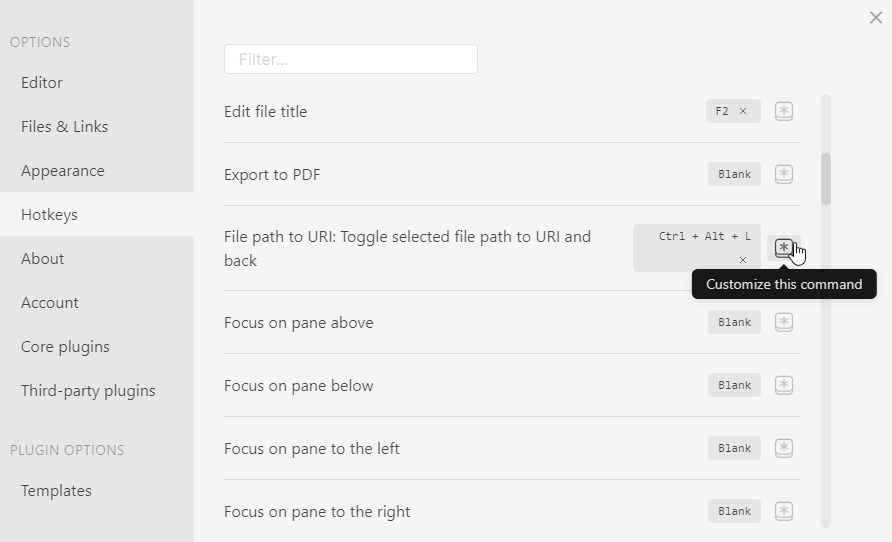 OPTIONS
Editor
Files & Links
Appearance
Hotkeys
About
Account
Core plugins
Third-party plugins
PLUGIN OPTIONS
Templates
Filter...
Edit file title
F2 ×
Export to PDF
Blank
File path to URI: Toggle selected file path to URI and
back
Ctrl + Alt + L
×
Customize this command
Focus on pane above
Blank
Focus on pane below
Blank
Focus on pane to the left
Blank
Focus on pane to the right
Blank